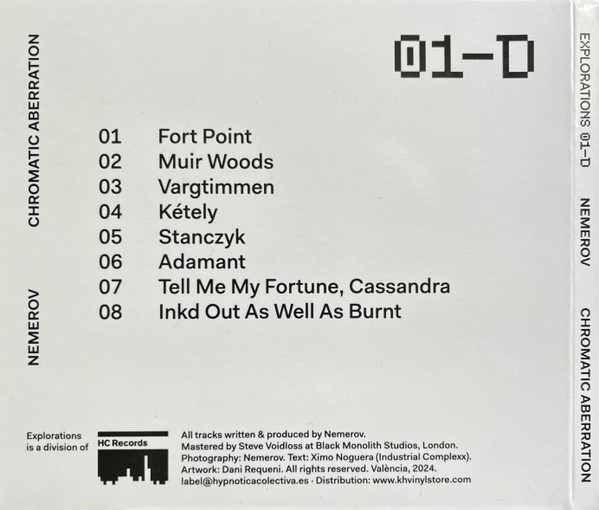 01-D
CHROMATIC ABERRATION
NEMEROV
01 Fort Point
02 Muir Woods
03 Vargtimmen
04 Kétely
05 Stanczyk
06 Adamant
07 Tell Me My Fortune, Cassandra
08 Inkd Out As Well As Burnt
Explorations
is a division of
HC Records
All tracks written & produced by Nemerov.
Mastered by Steve Voidloss at Black Monolith Studios, London.
Photography: Nemerov. Text: Ximo Noguera (Industrial Complexx).
Artwork: Dani Requeni. All rights reserved. València, 2024.
label@hypnoticacolectiva.es · Distribution: www.khvinylstore.com
EXPLORATIONS 01-D NEMEROV CHROMATIC ABERRATION